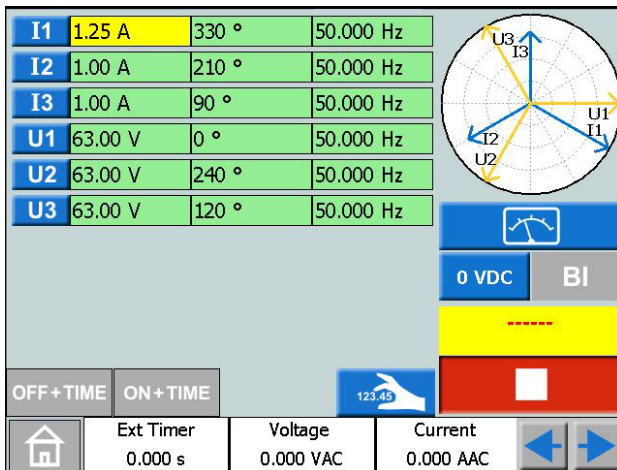 I1 1.25 A 330 ° 50.000 Hz
I2 1.00 A 210 ° 50.000 Hz
I3 1.00 A 90 ° 50.000 Hz
U1 63.00 V 0 ° 50.000 Hz
U2 63.00 V 240 ° 50.000 Hz
U3 63.00 V 120 ° 50.000 Hz
U3
I3
U1
I1
I2
U2
0 VDC BI
------
OFF+TIME ON+TIME 123.45
Ext Timer Voltage Current
0.000 s 0.000 VAC 0.000 AAC